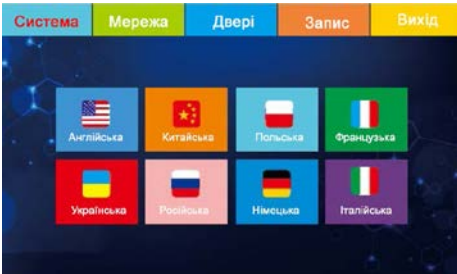 Система Мережа Двері Запис Вихід
Англійська Китайська Польська Французька
Українська Російська Німецька Італійська